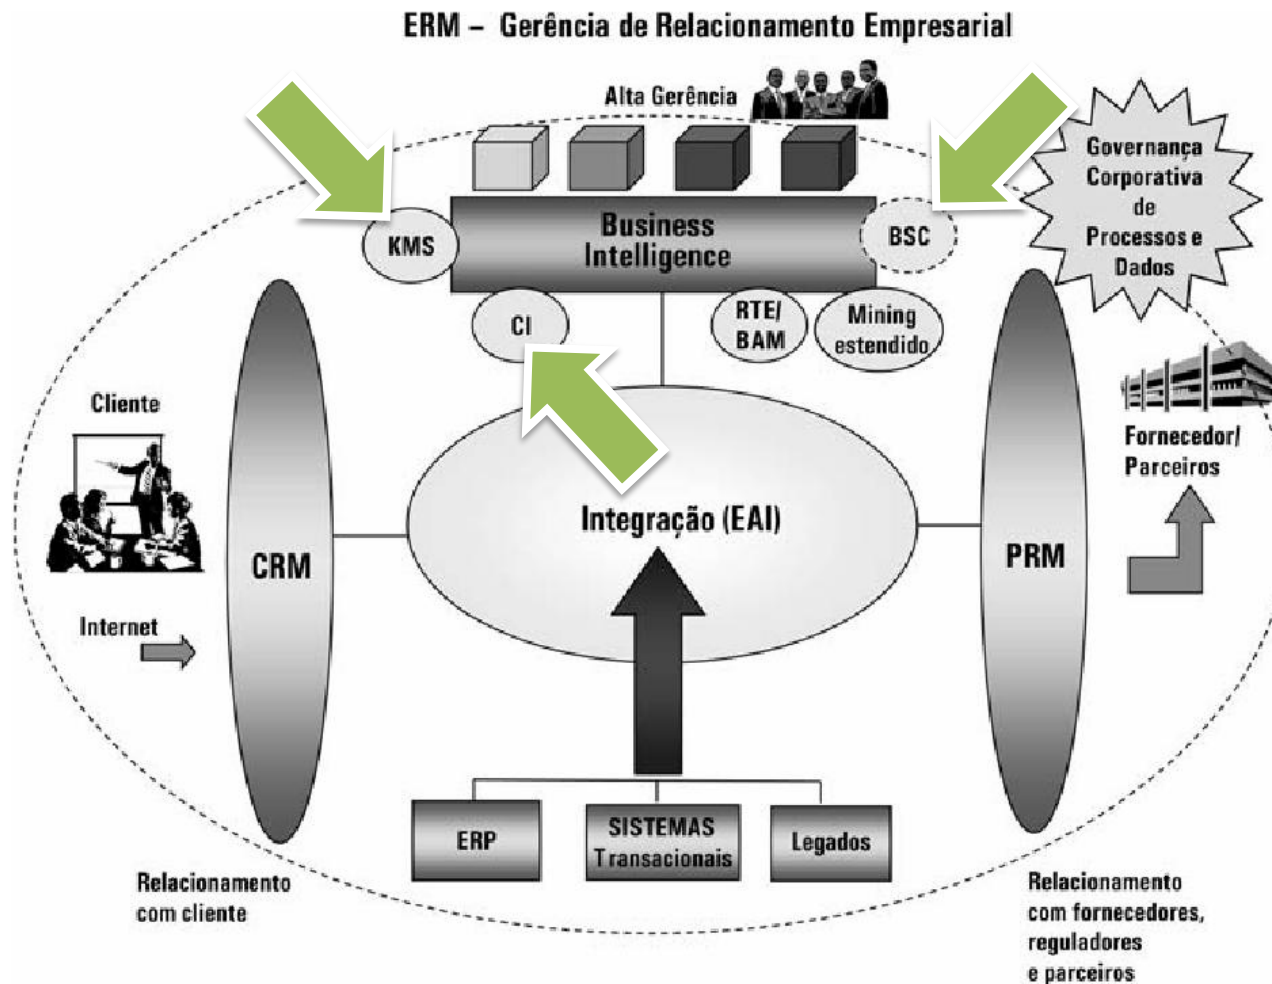 ERM – Gerência de Relacionamento Empresarial
Alta Gerência
Governança
Corporativa
de
Processos e
Dados
KMS
Business
Intelligence
BSC
CI
RTE/
BAM
Mining
estendido
Cliente
Fornecedor/
Parceiros
Integração (EAI)
CRM
PRM
Internet
ERP
SISTEMAS
Transacionais
Legados
Relacionamento
com cliente
Relacionamento
com fornecedores,
reguladores
e parceiros